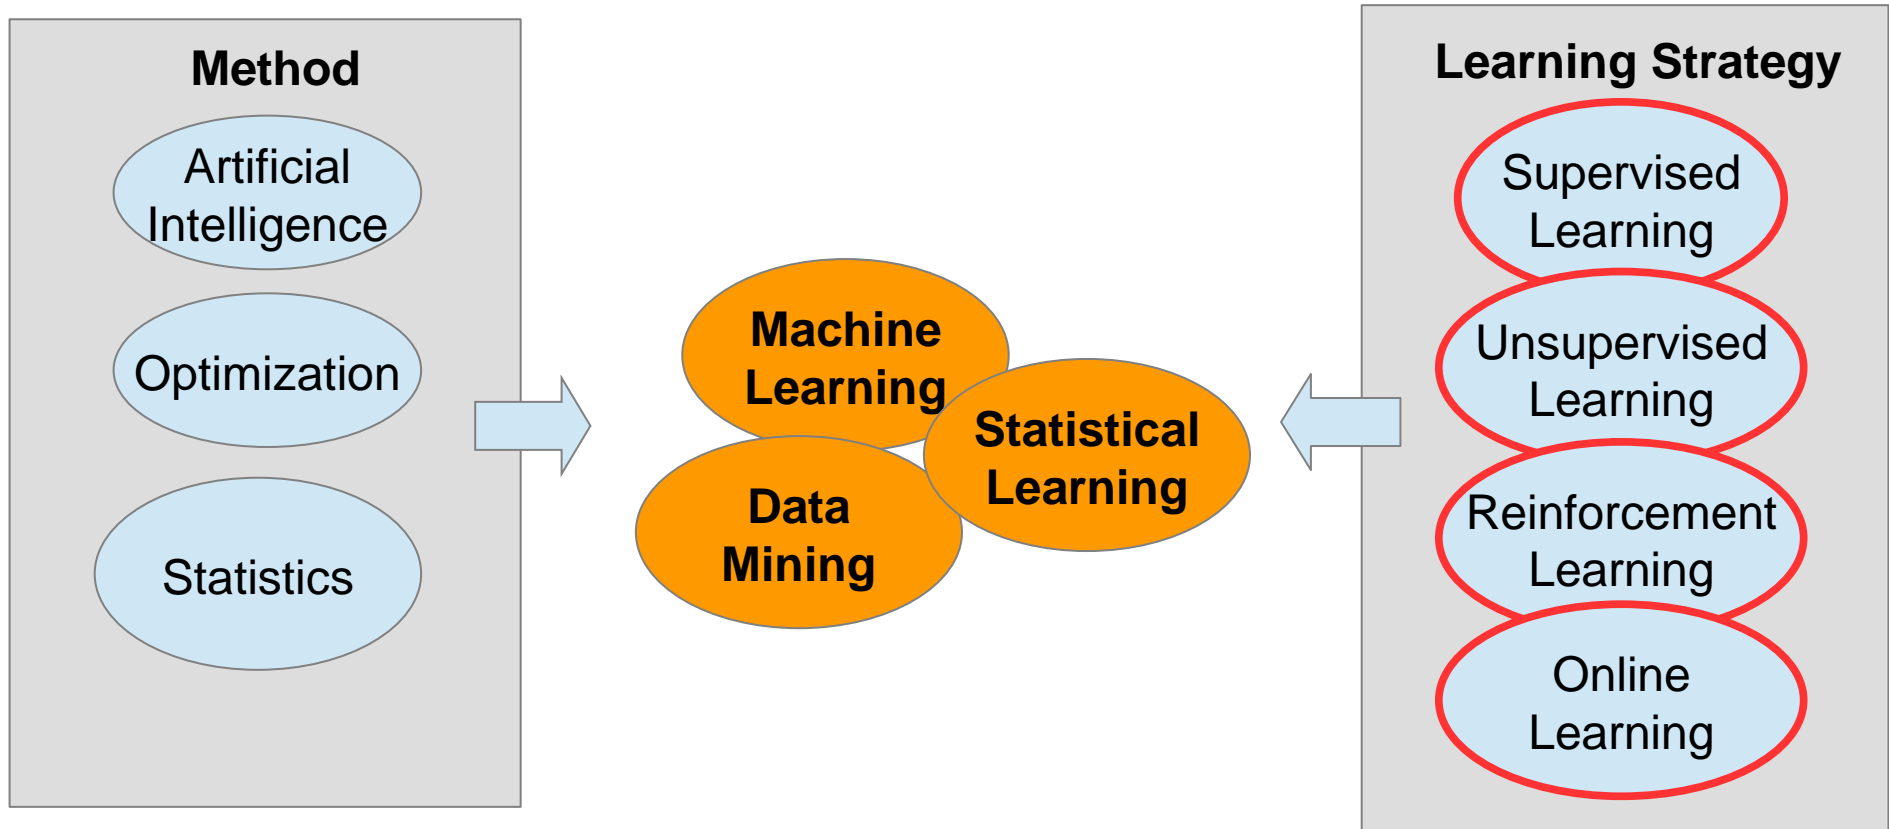 Method
Artificial
Intelligence
Optimization
Statistics
Machine
Learning
Statistical
Learning
Data
Mining
Learning Strategy
Supervised
Learning
Unsupervised
Learning
Reinforcement
Learning
Online
Learning